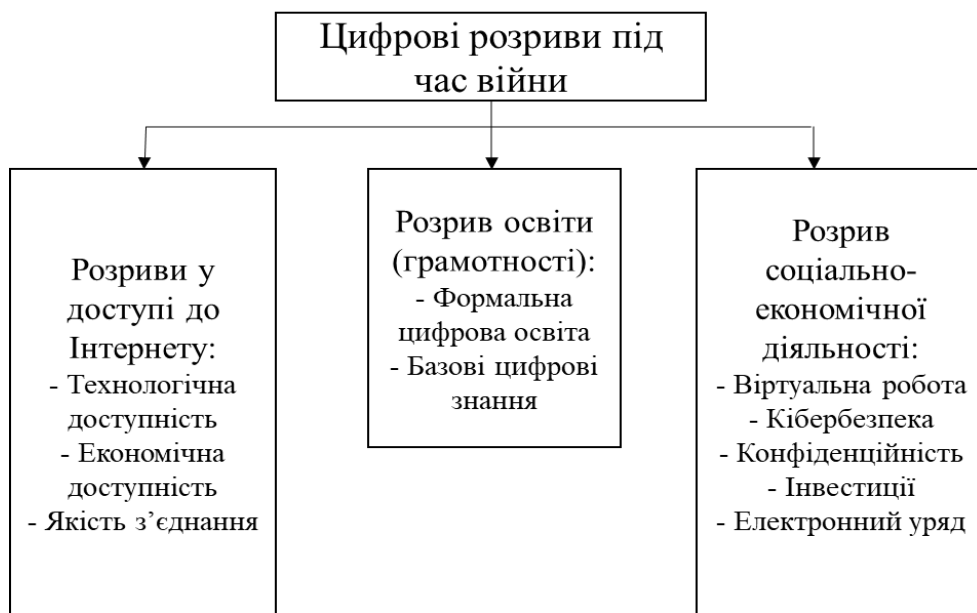 Цифрові розриви під
час війни
Розриви у
доступі до
Інтернету:
- Технологічна
доступність
- Економічна
доступність
- Якість з’єднання
Розрив освіти
(грамотності):
- Формальна
цифрова освіта
- Базові цифрові
знання
Розрив
соціально-
економічної
діяльності:
- Віртуальна робота
- Кібербезпека
- Конфіденційність
- Інвестиції
- Електронний уряд